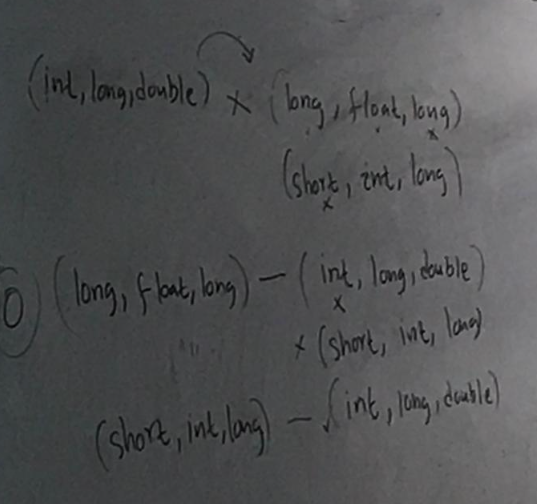 (int, long, double) × (long, float, long)
×
(short, int, long)
×
0 (long, float, long) — (int, long, double)
×
× (short, int, long)
(short, int, long) — √(int, long, double)